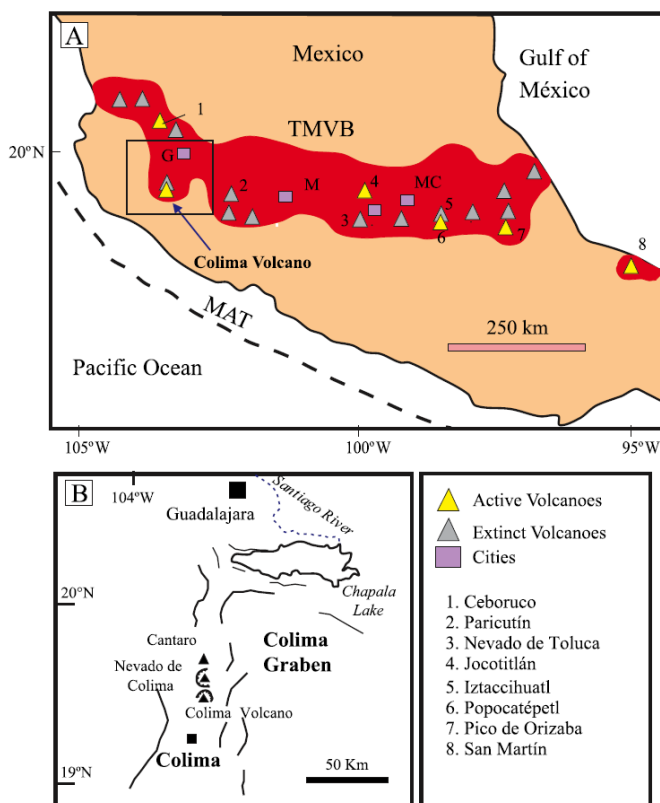 A
Mexico
Gulf of
México
1
TMVB
20°N
G
2
M
4
MC
3
5
6
7
8
Colima Volcano
MAT
250 km
Pacific Ocean
105°W
100°W
95°W
B
104°W
Guadalajara
Santiago River
20°N
Chapala
Lake
Cantaro
Colima
Graben
Nevado de
Colima
Colima Volcano
Colima
50 Km
19°N
Active Volcanoes
Extinct Volcanoes
Cities
1. Ceboruco
2. Paricutín
3. Nevado de Toluca
4. Jocotitlán
5. Iztaccihuatl
6. Popocatépetl
7. Pico de Orizaba
8. San Martín